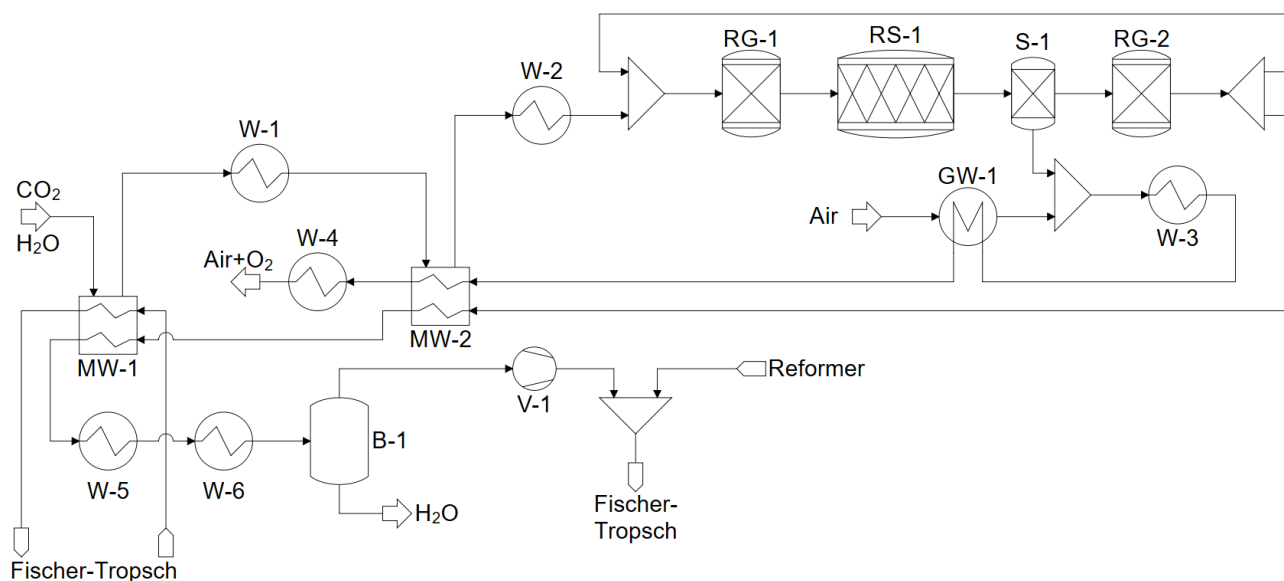 RG-1
RS-1
S-1
RG-2
W-2
W-1
GW-1
CO₂
H₂O
Air
W-3
W-4
Air+O₂
MW-2
MW-1
Reformer
V-1
B-1
W-5
W-6
H₂O
Fischer-
Tropsch
Fischer-Tropsch